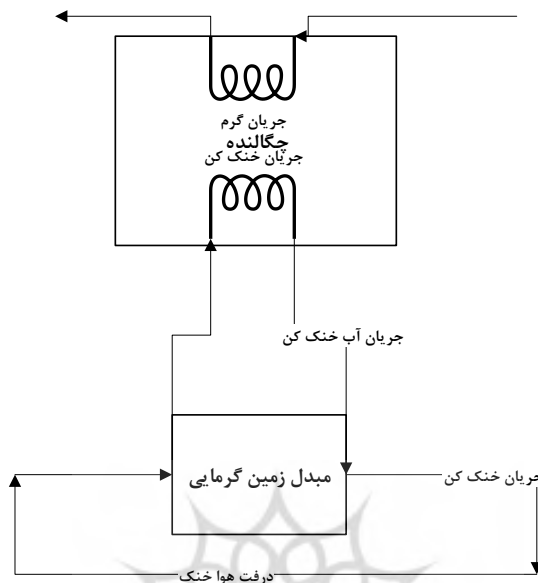 جریان گرم
چگالنده
جریان خنک کن
جریان آب خنک کن
مبدل زمین گرمایی
جریان خنک کن
درفت هوا خنک